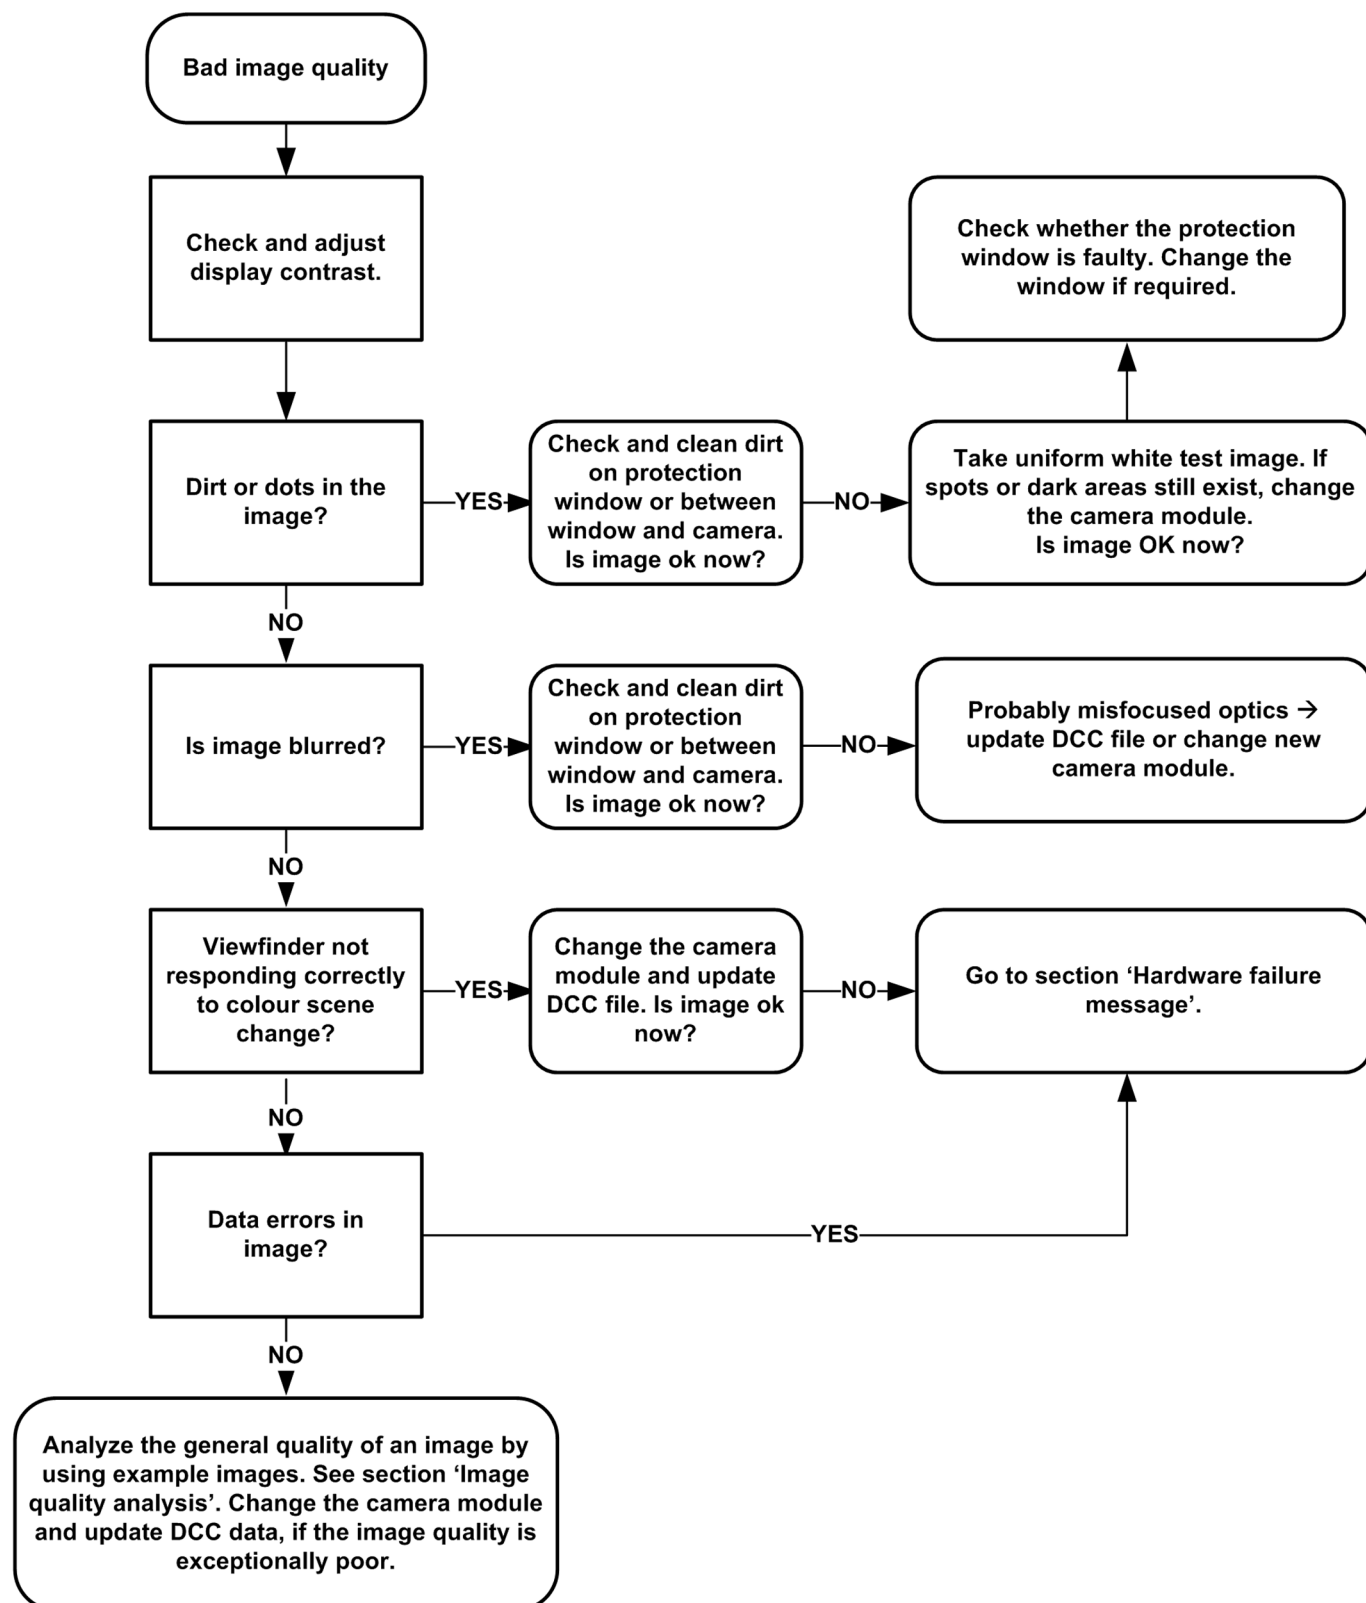 Bad image quality
Check and adjust
display contrast.
Check whether the protection
window is faulty. Change the
window if required.
Dirt or dots in the
image?
YES
Check and clean dirt
on protection
window or between
window and camera.
Is image ok now?
NO
Take uniform white test image. If
spots or dark areas still exist, change
the camera module.
Is image OK now?
NO
Is image blurred?
YES
Check and clean dirt
on protection
window or between
window and camera.
Is image ok now?
NO
Probably misfocused optics →
update DCC file or change new
camera module.
NO
Viewfinder not
responding correctly
to colour scene
change?
YES
Change the camera
module and update
DCC file. Is image ok
now?
NO
Go to section ‘Hardware failure
message’.
NO
Data errors in
image?
YES
NO
Analyze the general quality of an image by
using example images. See section ‘Image
quality analysis’. Change the camera module
and update DCC data, if the image quality is
exceptionally poor.